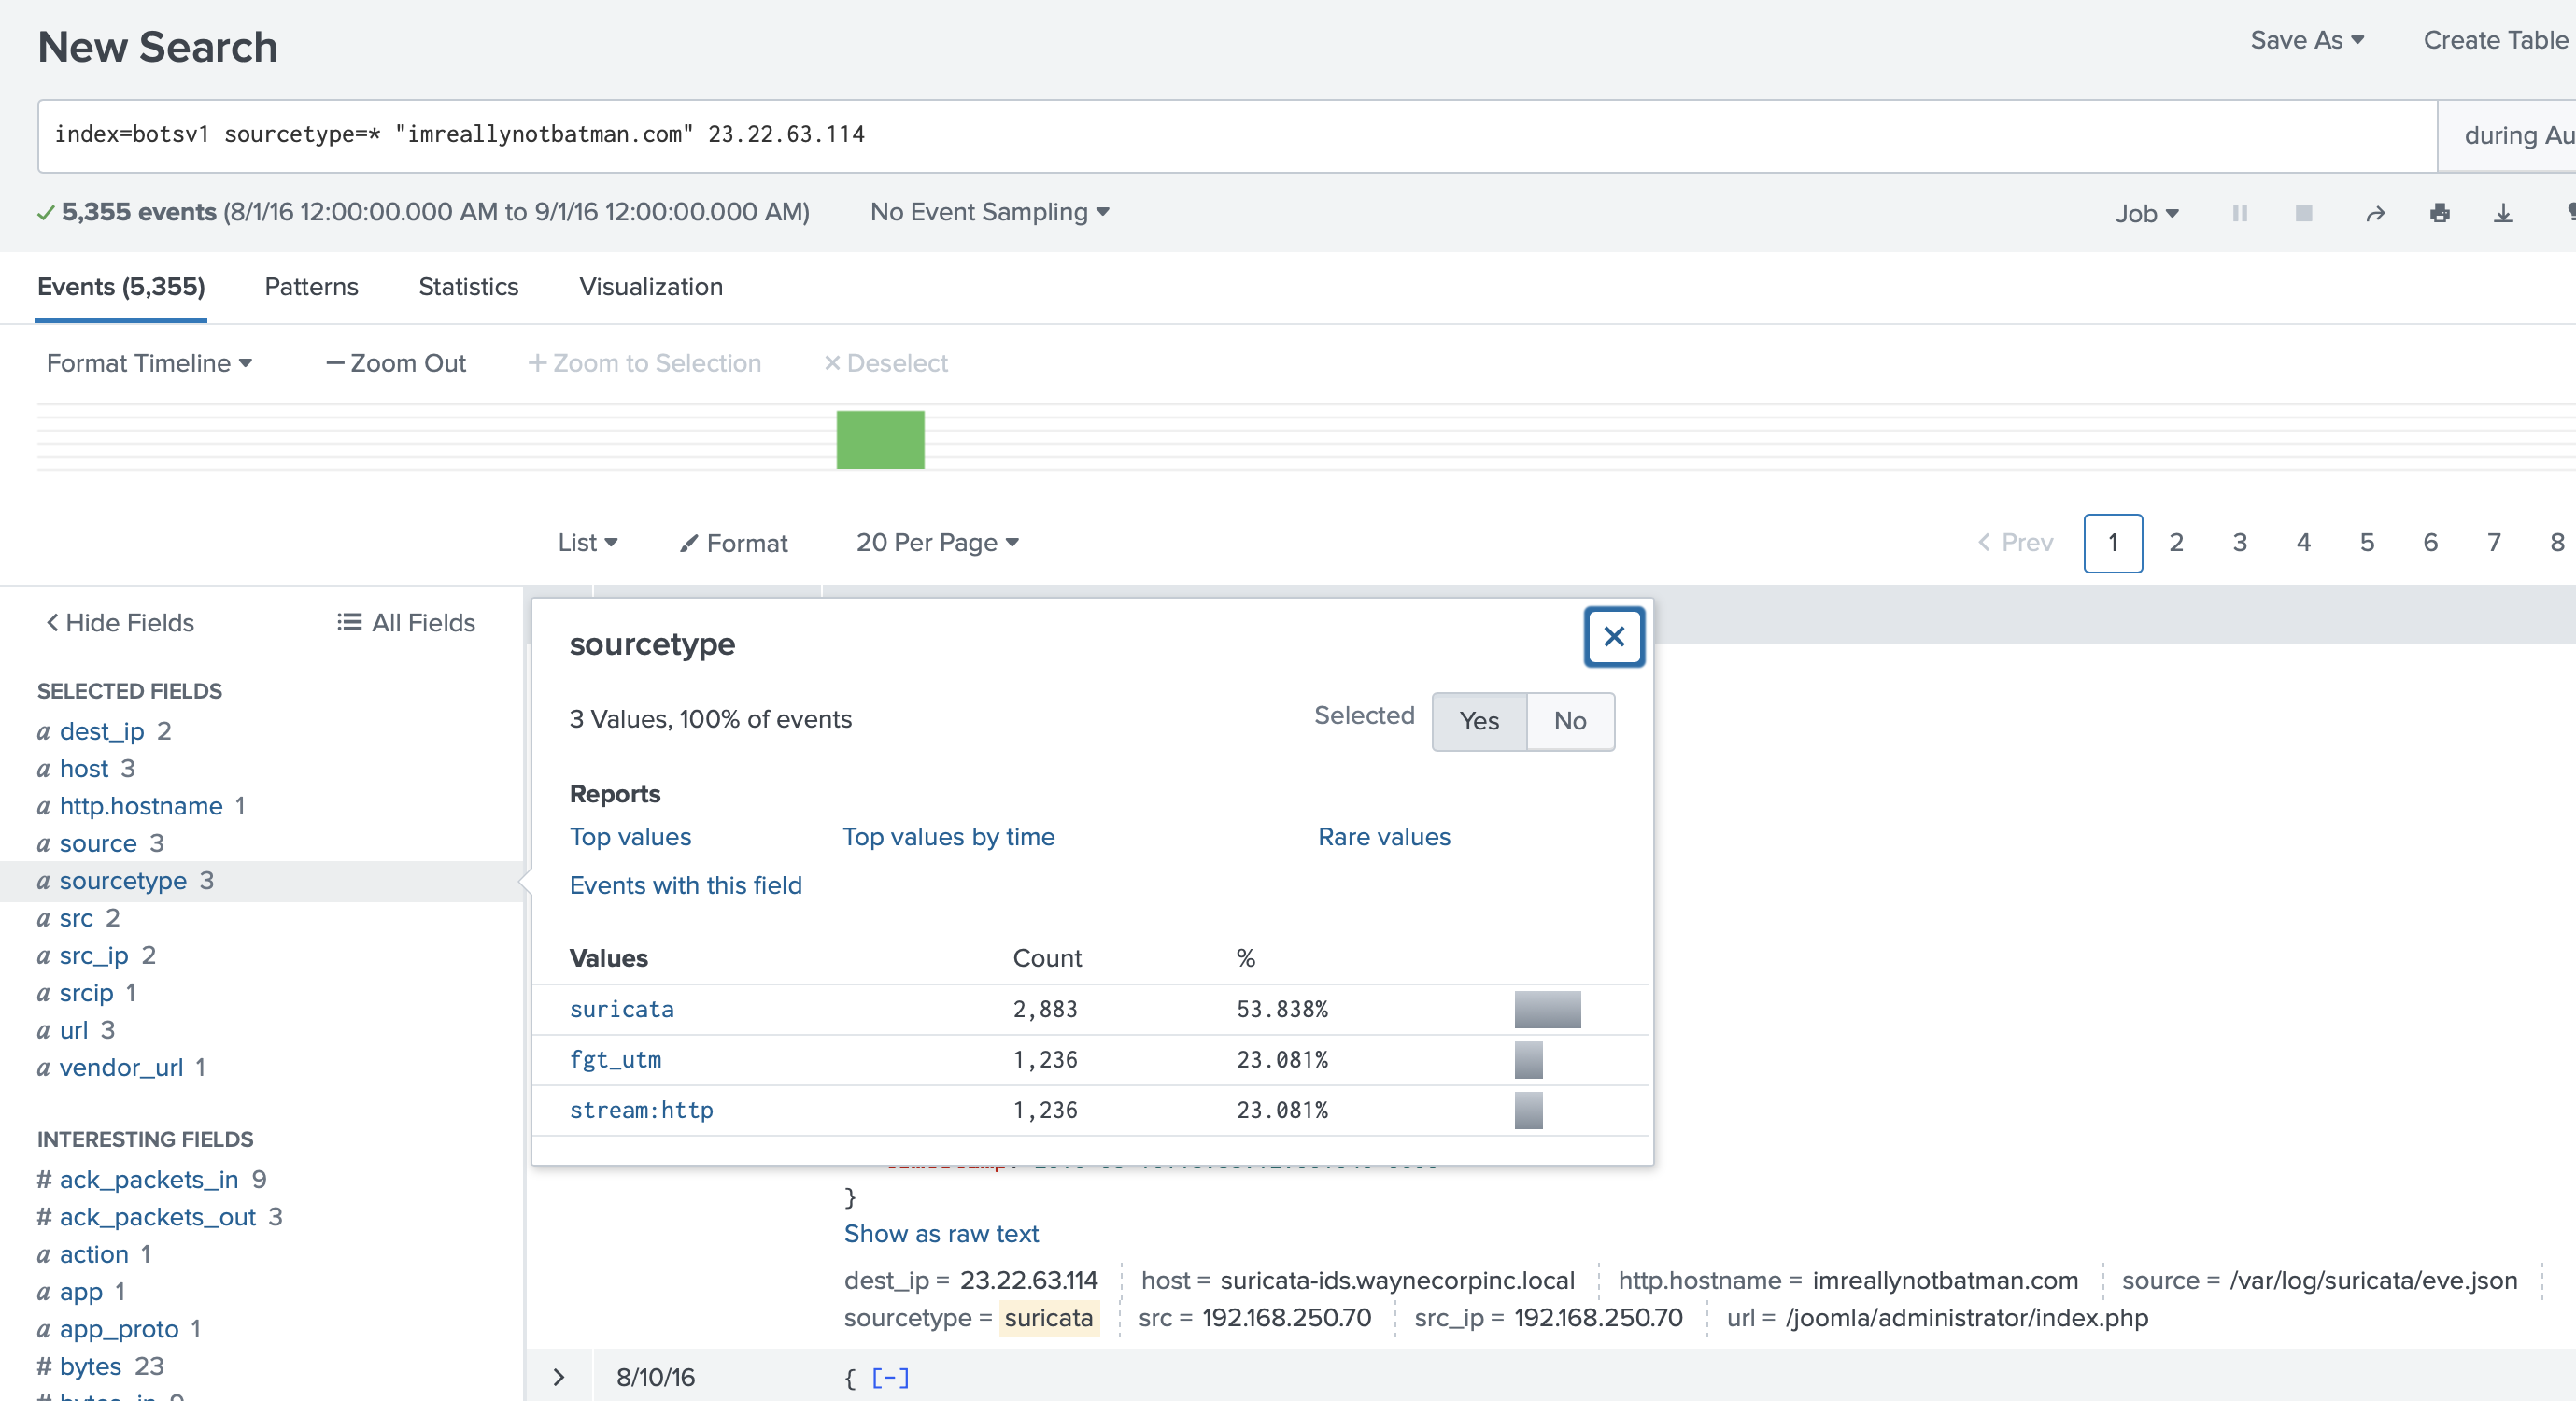 New Search
Save As
Create Table
index=botsv1 sourcetype=* "imreallynotbatman.com" 23.22.63.114
during Au
5,355 events (8/1/16 12:00:00.000 AM to 9/1/16 12:00:00.000 AM)
No Event Sampling
Job
Events (5,355)
Patterns
Statistics
Visualization
Format Timeline
— Zoom Out
+ Zoom to Selection
× Deselect
List
Format
20 Per Page
< Prev
1
2
3
4
5
6
7
8
< Hide Fields
All Fields
SELECTED FIELDS
a dest_ip 2
a host 3
a http.hostname 1
a source 3
a sourcetype 3
a src 2
a src_ip 2
a srcip 1
a url 3
a vendor_url 1
INTERESTING FIELDS
# ack_packets_in 9
# ack_packets_out 3
a action 1
a app 1
a app_proto 1
# bytes 23
sourcetype
3 Values, 100% of events
Selected
Yes
No
Reports
Top values
Top values by time
Rare values
Events with this field
Values Count %
suricata 2,883 53.838%
fgt_utm 1,236 23.081%
stream:http 1,236 23.081%
}
Show as raw text
dest_ip = 23.22.63.114 host = suricata-ids.waynecorpinc.local http.hostname = imreallynotbatman.com source = /var/log/suricata/eve.json
sourcetype = suricata src = 192.168.250.70 src_ip = 192.168.250.70 url = /joomla/administrator/index.php
> 8/10/16 { [-]